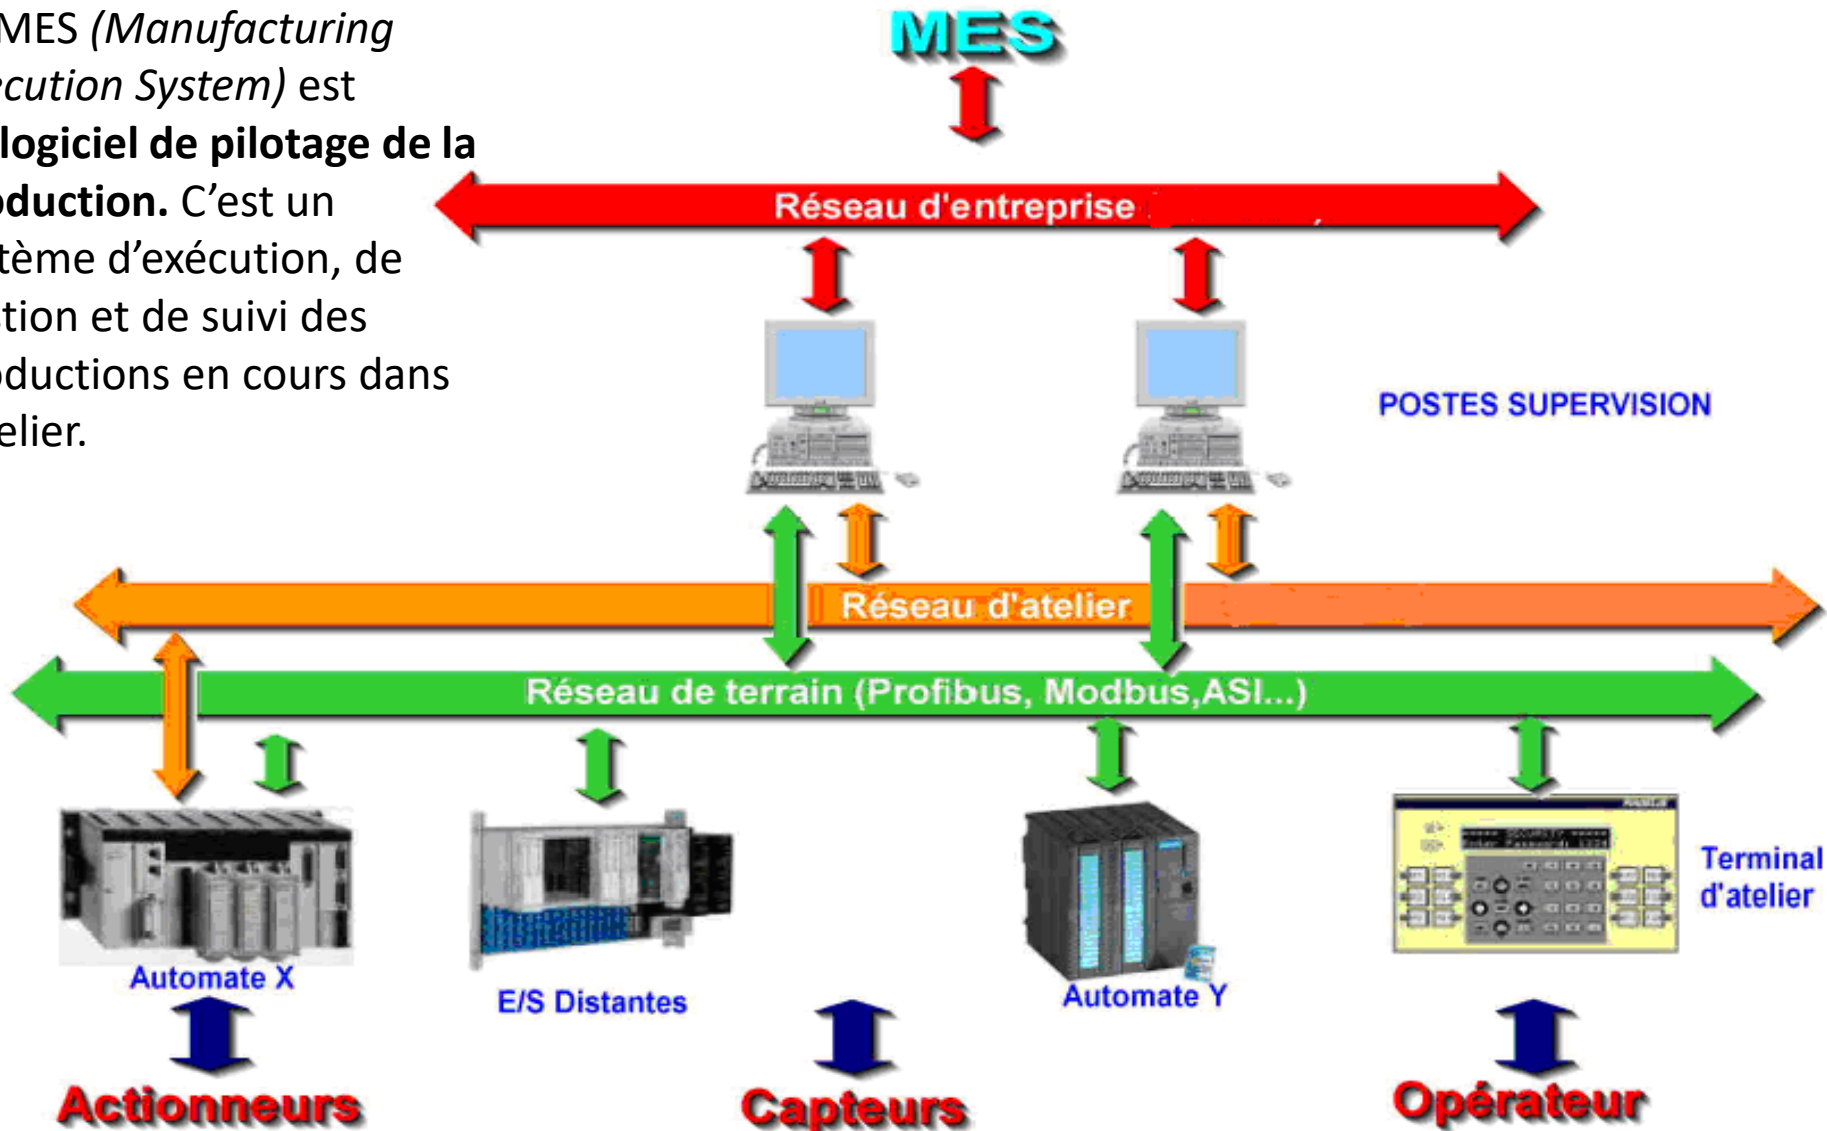 MES (Manufacturing
ecution System) est
logiciel de pilotage de la
oduction. C’est un
tème d’exécution, de
stion et de suivi des
oductions en cours dans
elier.
MES
Réseau d'entreprise
POSTES SUPERVISION
Réseau d'atelier
Réseau de terrain (Profibus, Modbus,ASI...)
Automate X
E/S Distantes
Automate Y
Terminal
d'atelier
Actionneurs
Capteurs
Opérateur